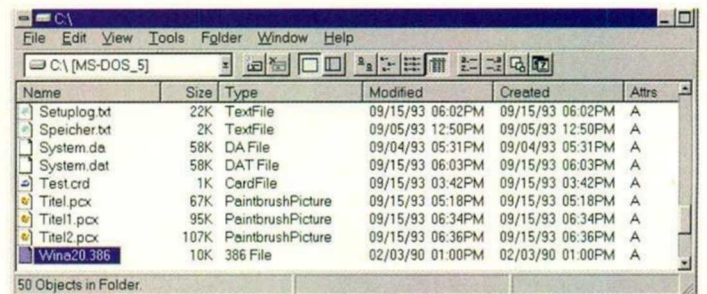 C:\
File Edit View Tools Folder Window Help
C:\ [MS-DOS_5]
Name Size Type Modified Created Attrs
Setuplog.txt 22K TextFile 09/15/93 06:02PM 09/15/93 06:02PM A
Speicher.txt 2K TextFile 09/05/93 12:50PM 09/05/93 12:50PM A
System.da 58K DA File 09/04/93 05:31PM 09/04/93 05:31PM A
System.dat 58K DAT File 09/15/93 06:03PM 09/15/93 06:03PM A
Test.crd 1K CardFile 09/15/93 03:42PM 09/15/93 03:42PM A
Titel.pcx 67K PaintbrushPicture 09/15/93 05:18PM 09/15/93 05:18PM A
Titel1.pcx 95K PaintbrushPicture 09/15/93 06:34PM 09/15/93 06:34PM A
Titel2.pcx 107K PaintbrushPicture 09/15/93 06:36PM 09/15/93 06:36PM A
Wina20.386 10K 386 File 02/03/90 01:00PM 02/03/90 01:00PM A
50 Objects in Folder.